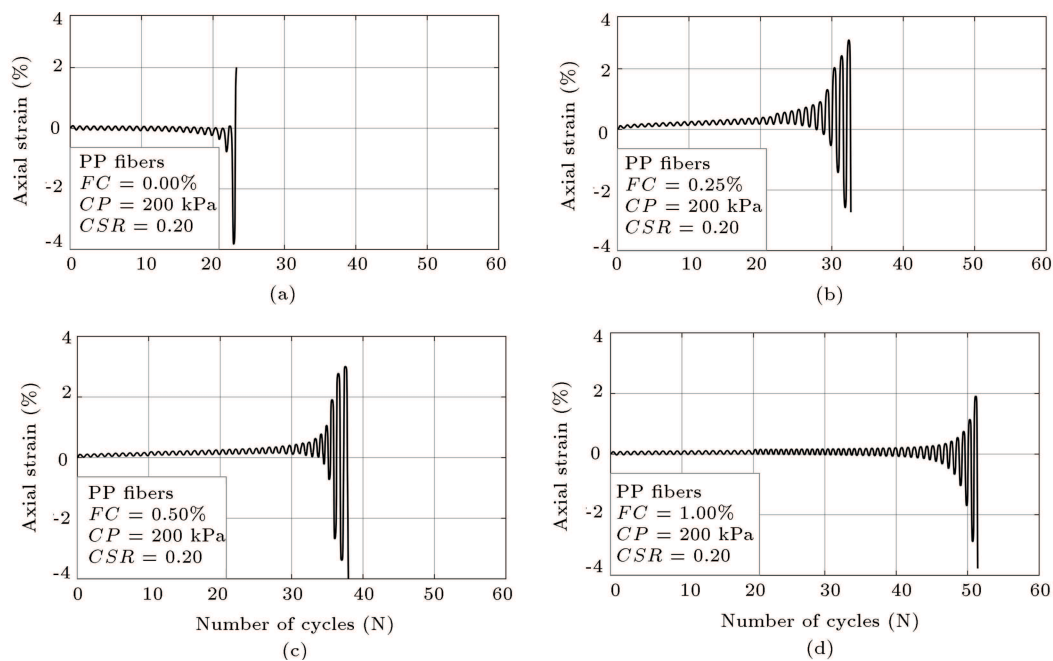 4
2
0
-2
-4
Axial strain (%)
PP fibers
FC = 0.00%
CP = 200 kPa
CSR = 0.20
0 10 20 30 40 50 60
(a)
4
2
0
-2
-4
Axial strain (%)
PP fibers
FC = 0.25%
CP = 200 kPa
CSR = 0.20
0 10 20 30 40 50 60
(b)
4
2
0
-2
-4
Axial strain (%)
PP fibers
FC = 0.50%
CP = 200 kPa
CSR = 0.20
0 10 20 30 40 50 60
Number of cycles (N)
(c)
4
2
0
-2
-4
Axial strain (%)
PP fibers
FC = 1.00%
CP = 200 kPa
CSR = 0.20
0 10 20 30 40 50 60
Number of cycles (N)
(d)